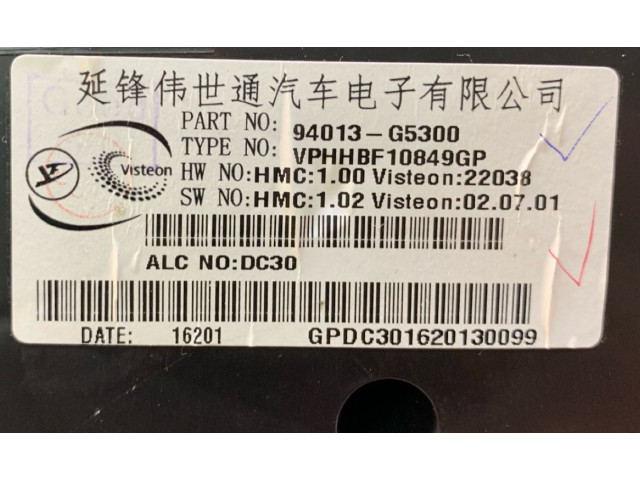 延锋伟世通汽车电子有限公司
PART NO: 94013-G5300
TYPE NO: VPHHBF10849GP
HW NO:HMC:1.00 Visteon:22038
SW NO:HMC:1.02 Visteon:02.07.01
YF
Visteon
ALC NO:DC30
DATE: 16201 GPDC301620130099